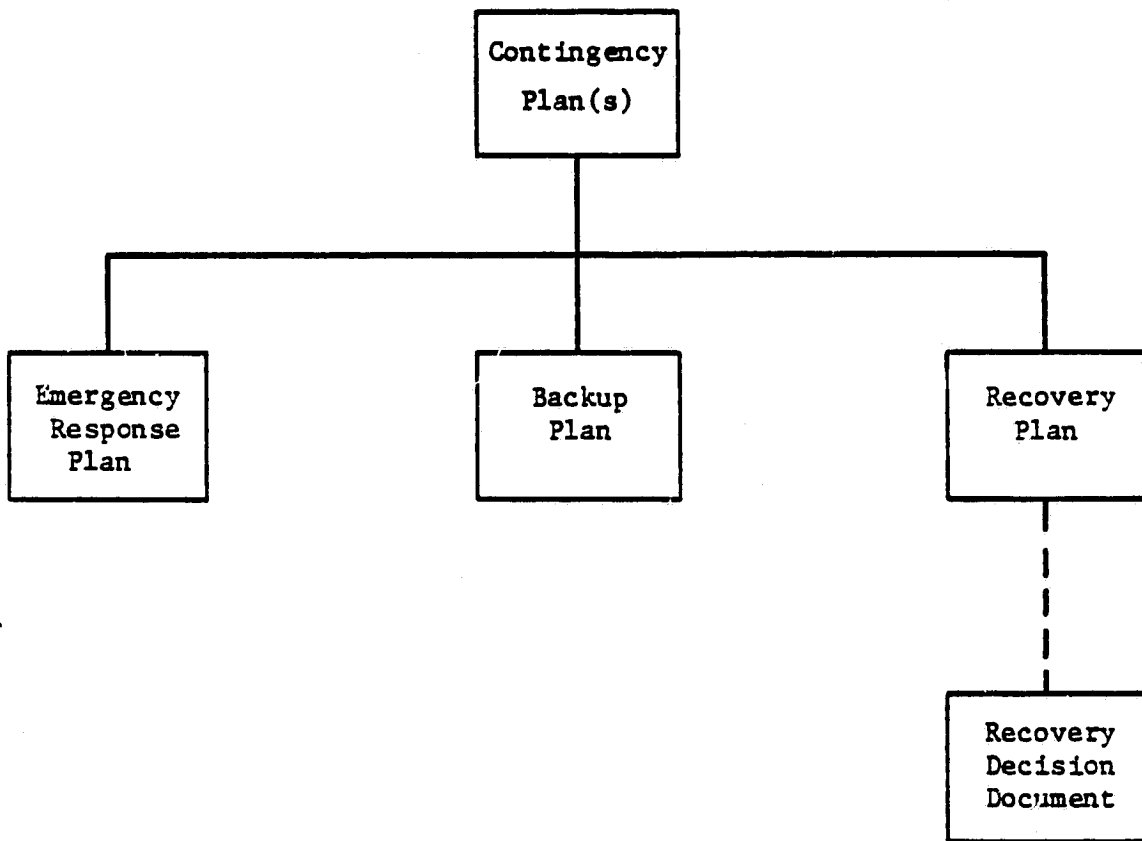 Contingency
Plan(s)
Emergency
Response
Plan
Backup
Plan
Recovery
Plan
Recovery
Decision
Document